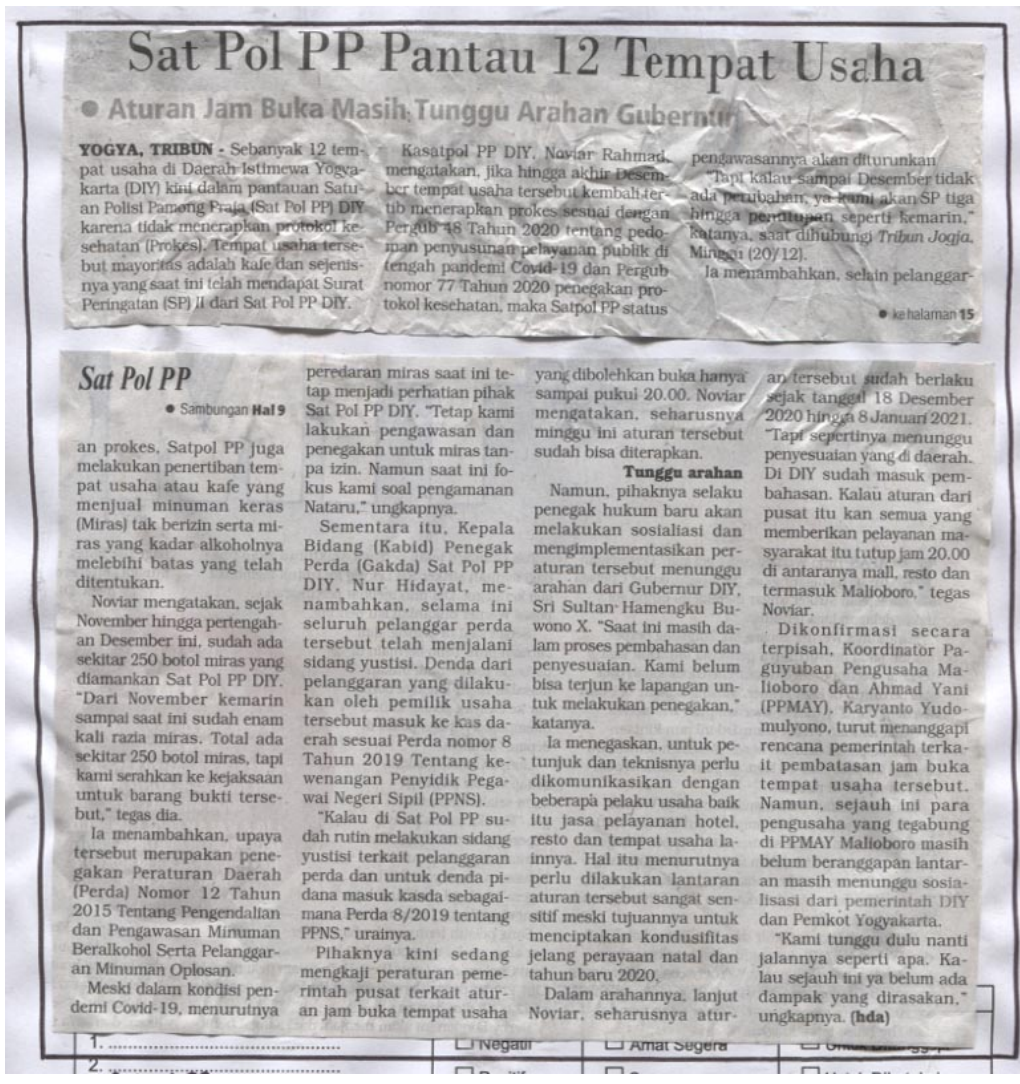 Sat Pol PP Pantau 12 Tempat Usaha
● Aturan Jam Buka Masih Tunggu Arahan Gubernur
YOGYA, TRIBUN - Sebanyak 12 tem-
pat usaha di Daerah Istimewa Yogya-
karta (DIY) kini dalam pantauan Satu-
an Polisi Pamong Praja (Sat Pol PP) DIY
karena tidak menerapkan protokol ke-
sehatan (Prokes). Tempat usaha terse-
but mayoritas adalah kafe dan sejenis-
nya yang saat ini telah mendapat Surat
Peringatan (SP) II dari Sat Pol PP DIY.
Kasatpol PP DIY, Noviar Rahmad,
mengatakan, jika hingga akhir Desem-
ber tempat usaha tersebut kembali ter-
tib menerapkan prokes sesuai dengan
Pergub 48 Tahun 2020 tentang pedo-
man penyusunan pelayanan publik di
tengah pandemi Covid-19 dan Pergub
nomor 77 Tahun 2020 penegakan pro-
tokol kesehatan, maka Satpol PP status
pengawasannya akan diturunkan
"Tapi kalau sampai Desember tidak
ada perubahan, ya kami akan SP tiga
hingga penutupan seperti kemarin,"
katanya, saat dihubungi Tribun Jogja,
Minggu (20/12).
Ia menambahkan, selain pelanggar-
● ke halaman 15
Sat Pol PP
● Sambungan Hal 9
an prokes, Satpol PP juga
melakukan penertiban tem-
pat usaha atau kafe yang
menjual minuman keras
(Miras) tak berizin serta mi-
ras yang kadar alkoholnya
melebihi batas yang telah
ditentukan.
Noviar mengatakan, sejak
November hingga pertengah-
an Desember ini, sudah ada
sekitar 250 botol miras yang
diamankan Sat Pol PP DIY.
"Dari November kemarin
sampai saat ini sudah enam
kali razia miras. Total ada
sekitar 250 botol miras, tapi
kami serahkan ke kejaksaan
untuk barang bukti terse-
but," tegas dia.
Ia menambahkan, upaya
tersebut merupakan pene-
gakan Peraturan Daerah
(Perda) Nomor 12 Tahun
2015 Tentang Pengendalian
dan Pengawasan Minuman
Beralkohol Serta Pelanggar-
an Minuman Oplosan.
Meski dalam kondisi pan-
demi Covid-19, menurutnya
peredaran miras saat ini te-
tap menjadi perhatian pihak
Sat Pol PP DIY. "Tetap kami
lakukan pengawasan dan
penegakan untuk miras tan-
pa izin. Namun saat ini fo-
kus kami soal pengamanan
Nataru," ungkapnya.
Sementara itu, Kepala
Bidang (Kabid) Penegak
Perda (Gakda) Sat Pol PP
DIY, Nur Hidayat, me-
nambahkan, selama ini
seluruh pelanggar perda
tersebut telah menjalani
sidang yustisi. Denda dari
pelanggaran yang dilaku-
kan oleh pemilik usaha
tersebut masuk ke kas da-
erah sesuai Perda nomor 8
Tahun 2019 Tentang ke-
wenangan Penyidik Pega-
wai Negeri Sipil (PPNS).
"Kalau di Sat Pol PP su-
dah rutin melakukan sidang
yustisi terkait pelanggaran
perda dan untuk denda pi-
dana masuk kasda sebagai-
mana Perda 8/2019 tentang
PPNS," urainya.
Pihaknya kini sedang
mengkaji peraturan peme-
rintah pusat terkait atur-
an jam buka tempat usaha
yang dibolehkan buka hanya
sampai pukul 20.00. Noviar
mengatakan, seharusnya
minggu ini aturan tersebut
sudah bisa diterapkan.
Tunggu arahan
Namun, pihaknya selaku
penegak hukum baru akan
melakukan sosialiasi dan
mengimplementasikan per-
aturan tersebut menunggu
arahan dari Gubernur DIY,
Sri Sultan Hamengku Bu-
wono X. "Saat ini masih da-
lam proses pembahasan dan
penyesuaian. Kami belum
bisa terjun ke lapangan un-
tuk melakukan penegakan,"
katanya.
Ia menegaskan, untuk pe-
tunjuk dan teknisnya perlu
dikomunikasikan dengan
beberapa pelaku usaha baik
itu jasa pelayanan hotel,
resto dan tempat usaha la-
innya. Hal itu menurutnya
perlu dilakukan lantaran
aturan tersebut sangat sen-
sitif meski tujuannya untuk
menciptakan kondusifitas
jelang perayaan natal dan
tahun baru 2020.
Dalam arahannya, lanjut
Noviar, seharusnya atur-
an tersebut sudah berlaku
sejak tanggal 18 Desember
2020 hingga 8 Januari 2021.
"Tapi sepertinya menunggu
penyesuaian yang di daerah.
Di DIY sudah masuk pem-
bahasan. Kalau aturan dari
pusat itu kan semua yang
memberikan pelayanan ma-
syarakat itu tutup jam 20.00
di antaranya mall, resto dan
termasuk Malioboro," tegas
Noviar.
Dikonfirmasi secara
terpisah, Koordinator Pa-
guyuban Pengusaha Ma-
lioboro dan Ahmad Yani
(PPMAY), Karyanto Yudo-
mulyono, turut menanggapi
rencana pemerintah terka-
it pembatasan jam buka
tempat usaha tersebut.
Namun, sejauh ini para
pengusaha yang tegabung
di PPMAY Malioboro masih
belum beranggapan lantar-
an masih menunggu sosia-
lisasi dari pemerintah DIY
dan Pemkot Yogyakarta.
"Kami tunggu dulu nanti
jalannya seperti apa. Ka-
lau sejauh ini ya belum ada
dampak yang dirasakan,"
ungkapnya. (hda)
1.
Negatif
Amat Segera
2.